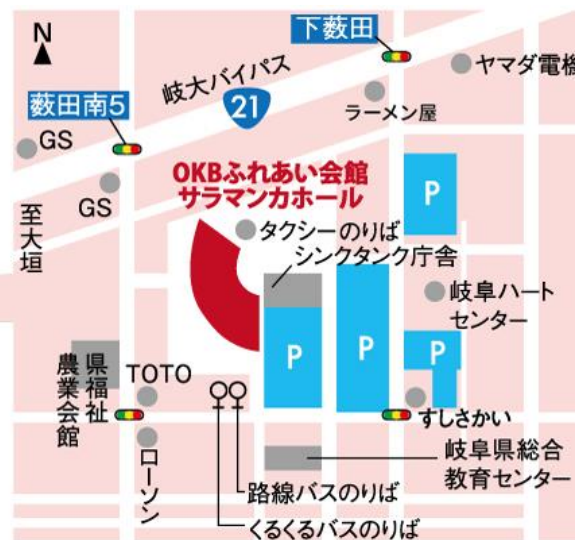 N
下薮田
ヤマダ電機
岐大バイパス
21
ラーメン屋
薮田南5
GS
GS
至大垣
OKBふれあい会館
サラマンカホール
タクシーのりば
シンクタンク庁舎
P
P
P
P
岐阜ハート
センター
県福祉
農業会館
TOTO
すしさかい
ローソン
岐阜県総合
教育センター
路線バスのりば
くるくるバスのりば